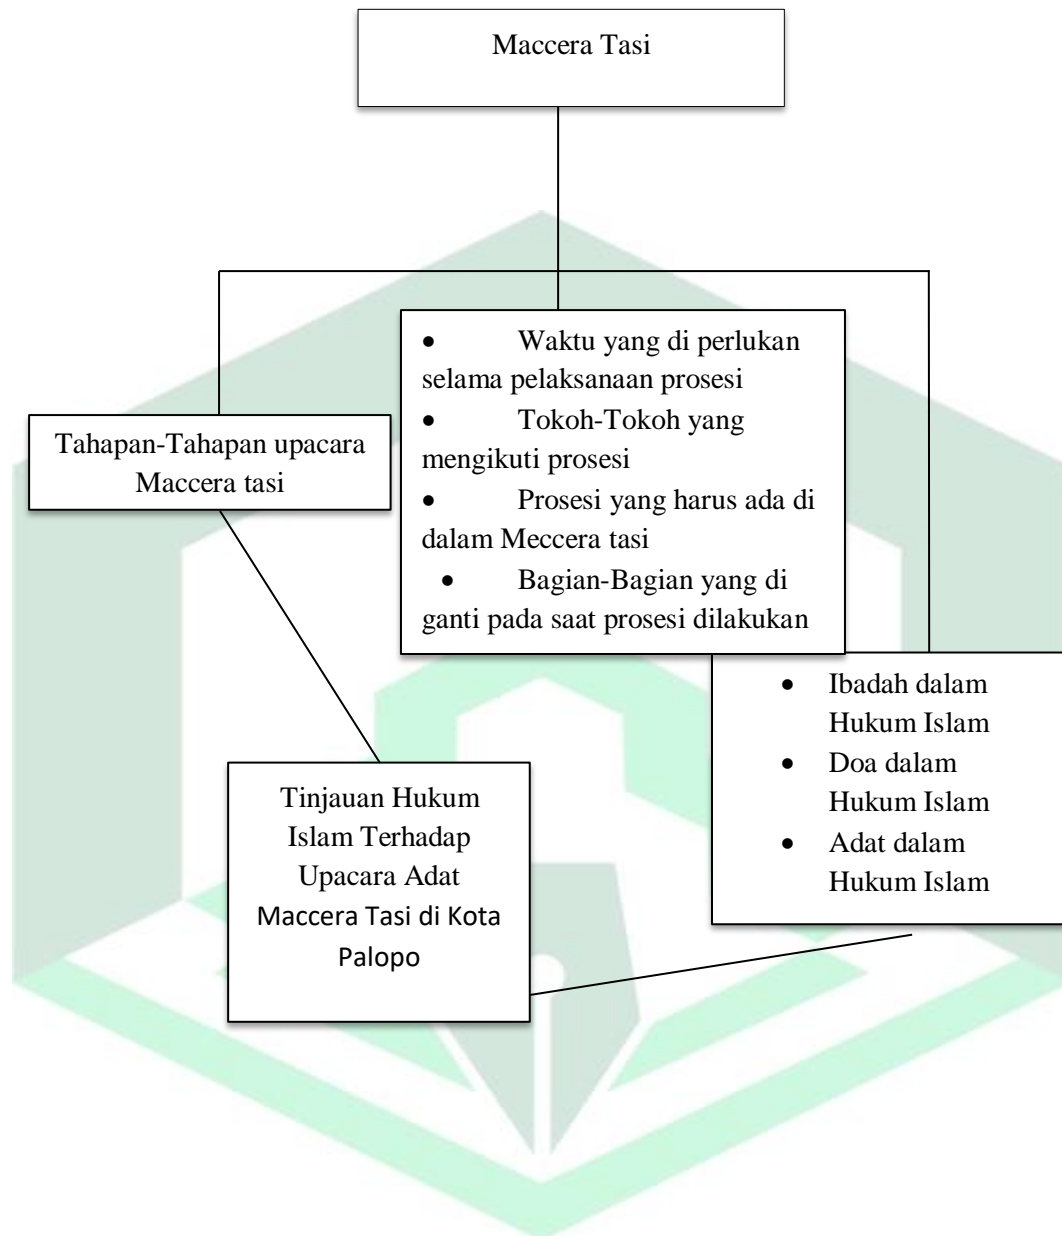 Maccera Tasi
Tahapan-Tahapan upacara
Maccera tasi
• Waktu yang di perlukan
selama pelaksanaan prosesi
• Tokoh-Tokoh yang
mengikuti prosesi
• Prosesi yang harus ada di
dalam Meccera tasi
• Bagian-Bagian yang di
ganti pada saat prosesi dilakukan
• Ibadah dalam
Hukum Islam
• Doa dalam
Hukum Islam
• Adat dalam
Hukum Islam
Tinjauan Hukum
Islam Terhadap
Upacara Adat
Maccera Tasi di Kota
Palopo